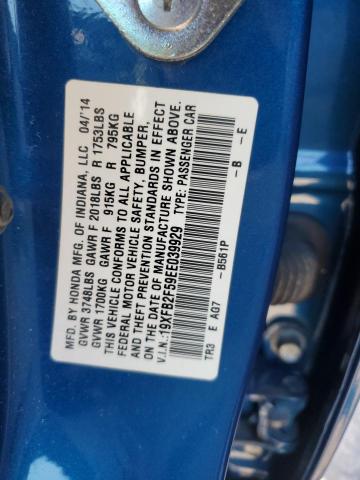 MFD. BY HONDA MFG. OF INDIANA, LLC 04/'14
GVWR 3748LBS GAWR F 2018LBS R 1753LBS
GVWR 1700KG GAWR F 915KG R 795KG
THIS VEHICLE CONFORMS TO ALL APPLICABLE
FEDERAL MOTOR VEHICLE SAFETY, BUMPER,
AND THEFT PREVENTION STANDARDS IN EFFECT
ON THE DATE OF MANUFACTURE SHOWN ABOVE.
V.I.N.: 19XFB2F59EE039929 TYPE: PASSENGER CAR
- B561P - B - E
TR3 E AG7